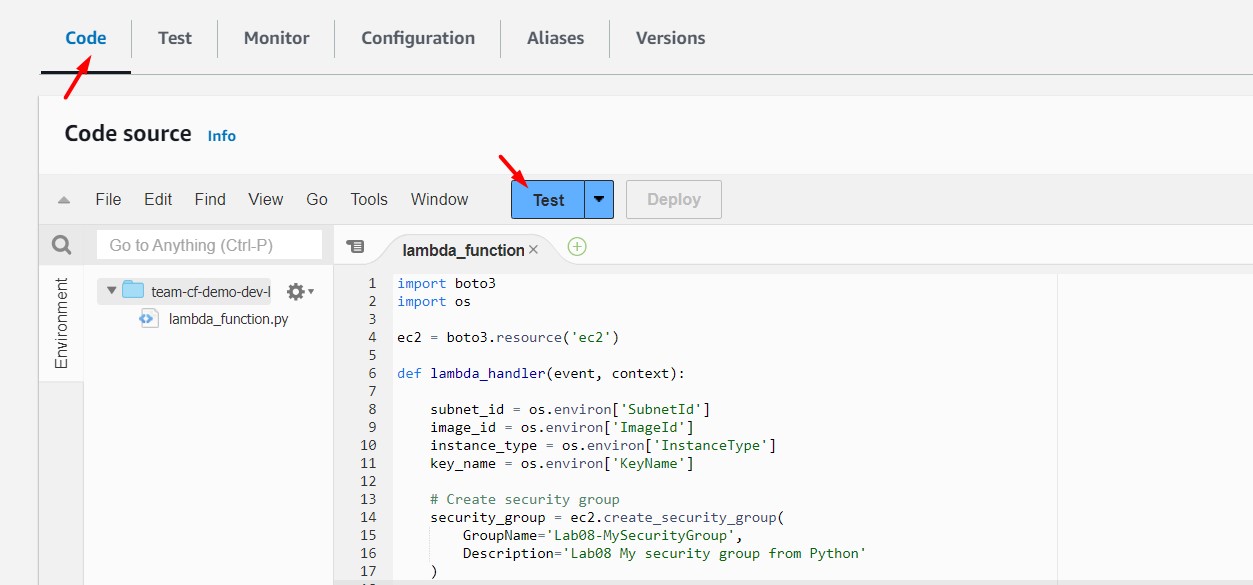 Code Test Monitor Configuration Aliases Versions
Code source Info
File Edit Find View Go Tools Window Test Deploy
Go to Anything (Ctrl-P)
lambda_function
Environment
team-cf-demo-dev-l
lambda_function.py
1 import boto3
2 import os
3
4 ec2 = boto3.resource('ec2')
5
6 def lambda_handler(event, context):
7
8 subnet_id = os.environ['SubnetId']
9 image_id = os.environ['ImageId']
10 instance_type = os.environ['InstanceType']
11 key_name = os.environ['KeyName']
12
13 # Create security group
14 security_group = ec2.create_security_group(
15 GroupName='Lab08-MySecurityGroup',
16 Description='Lab08 My security group from Python'
17 )